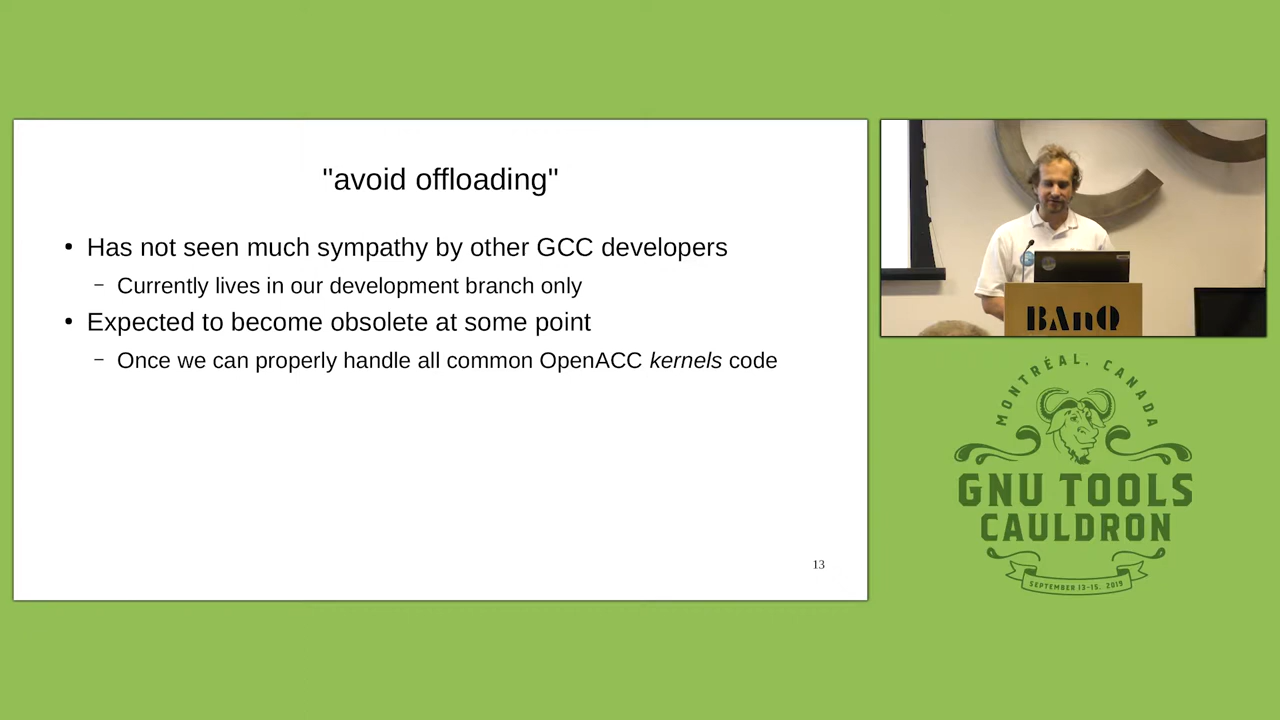 "avoid offloading"
• Has not seen much sympathy by other GCC developers
– Currently lives in our development branch only
• Expected to become obsolete at some point
– Once we can properly handle all common OpenACC kernels code
13
BAnQ
MONTRÉAL, CANADA
GNU TOOLS
CAULDRON
SEPTEMBER 13-15, 2019